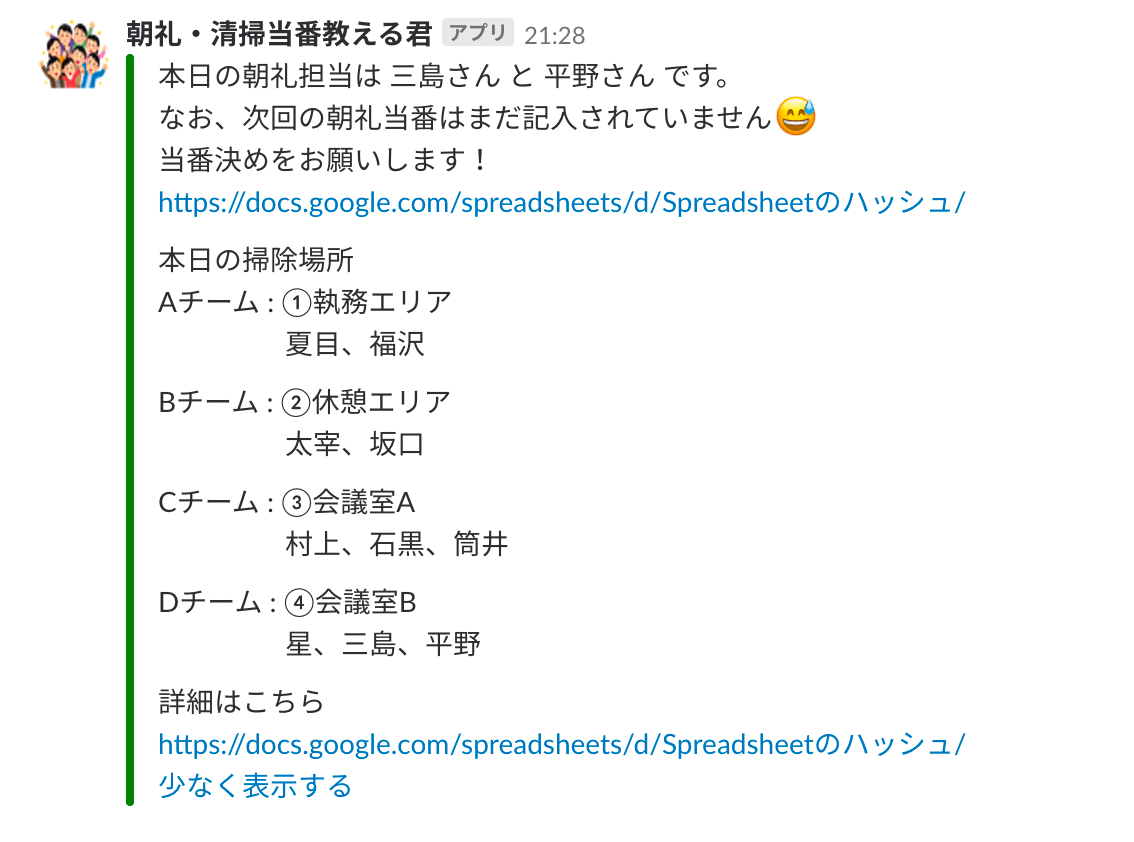 朝礼・清掃当番教える君 アプリ 21:28
本日の朝礼担当は 三島さん と 平野さん です。
なお、次回の朝礼当番はまだ記入されていません😅
当番決めをお願いします！
https://docs.google.com/spreadsheets/d/Spreadsheetのハッシュ/
本日の掃除場所
Aチーム : ①執務エリア
夏目、福沢
Bチーム : ②休憩エリア
太宰、坂口
Cチーム : ③会議室A
村上、石黒、筒井
Dチーム : ④会議室B
星、三島、平野
詳細はこちら
https://docs.google.com/spreadsheets/d/Spreadsheetのハッシュ/
少なく表示する